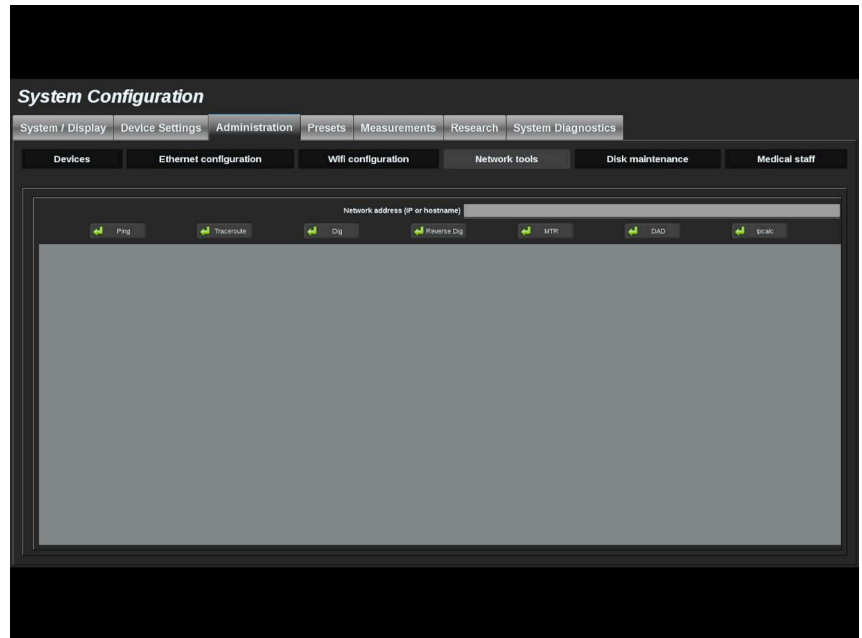 System Configuration
System / Display Device Settings Administration Presets Measurements Research System Diagnostics
Devices Ethernet configuration Wifi configuration Network tools Disk maintenance Medical staff
Network address (IP or hostname)
Ping Traceroute Dig Reverse Dig MTR DAD Ipcalc